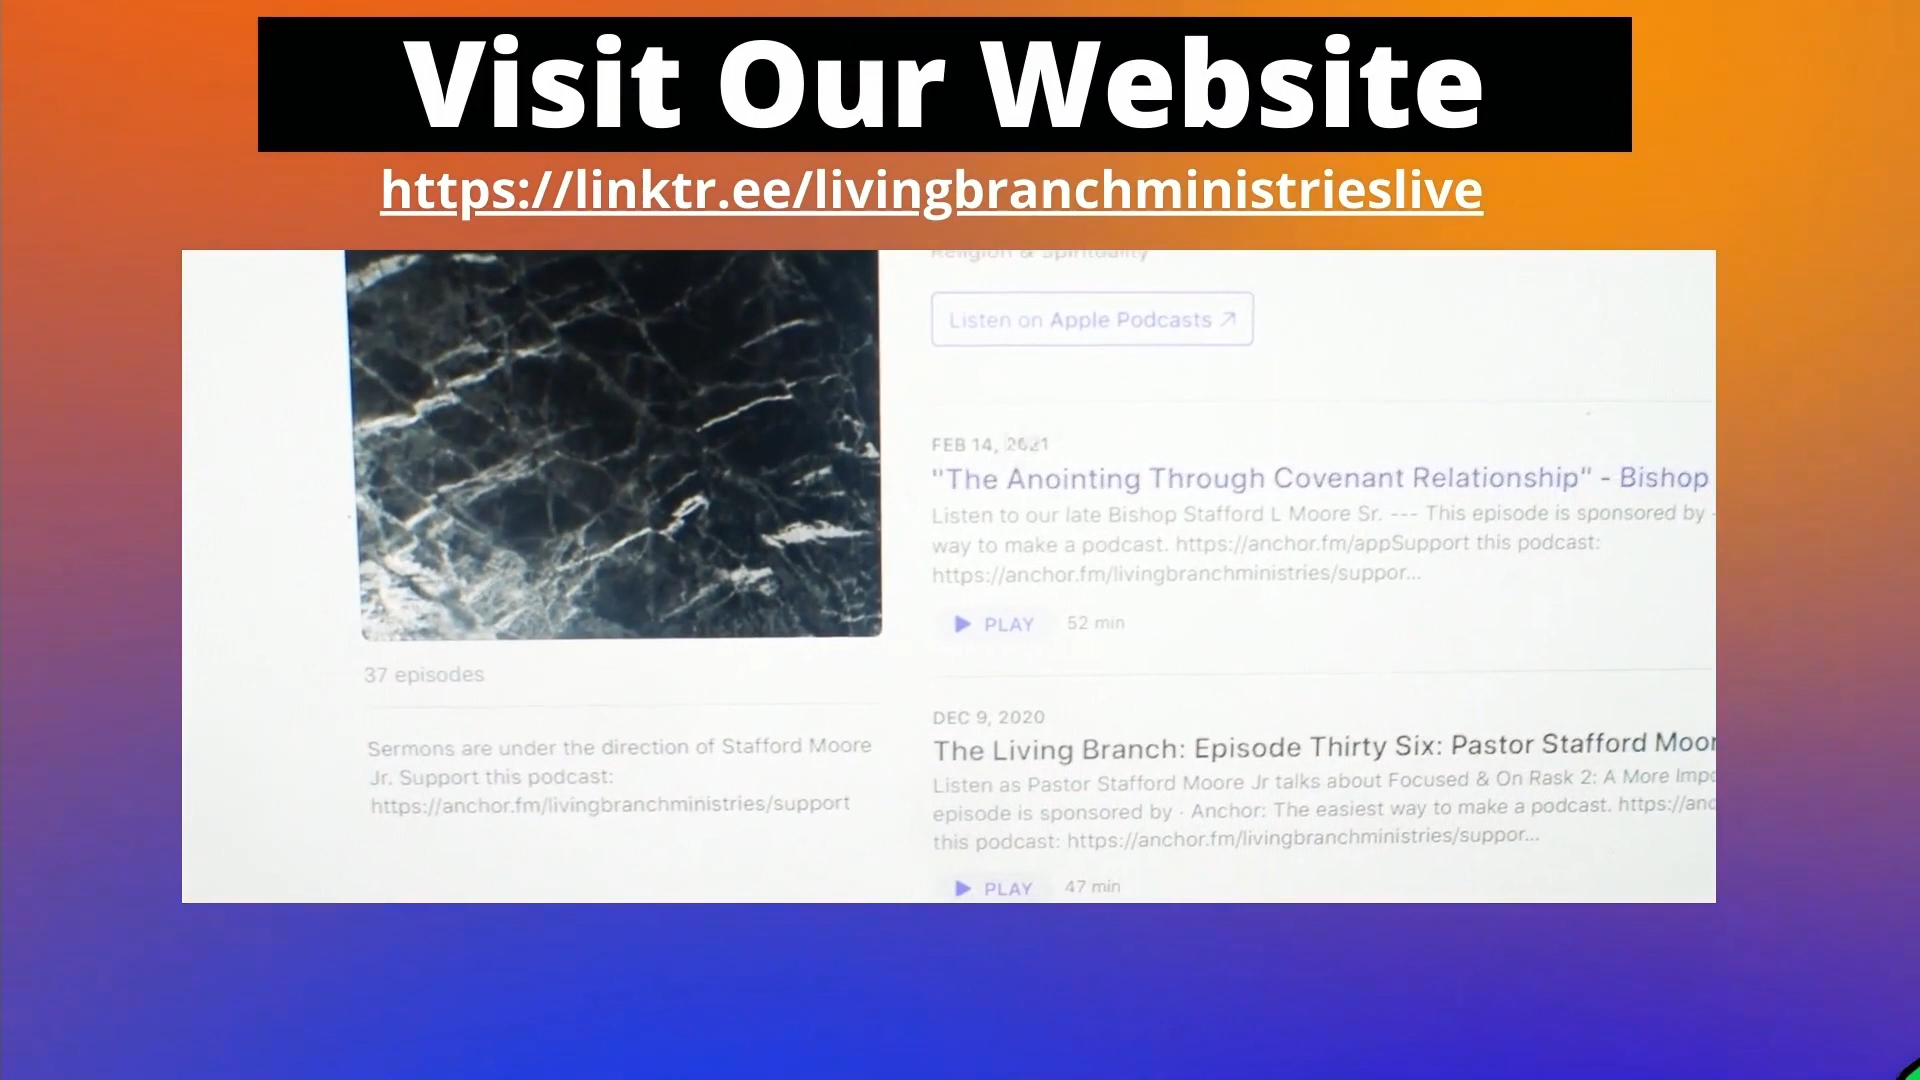 Visit Our Website
https://linktr.ee/livingbranchministrieslive
Religion & Spirituality
Listen on Apple Podcasts ↗
FEB 14, 2021
"The Anointing Through Covenant Relationship" - Bishop
Listen to our late Bishop Stafford L Moore Sr. --- This episode is sponsored by ·
way to make a podcast. https://anchor.fm/appSupport this podcast:
https://anchor.fm/livingbranchministries/suppor...
PLAY 52 min
37 episodes
Sermons are under the direction of Stafford Moore
Jr. Support this podcast:
https://anchor.fm/livingbranchministries/support
DEC 9, 2020
The Living Branch: Episode Thirty Six: Pastor Stafford Moor
Listen as Pastor Stafford Moore Jr talks about Focused & On Rask 2: A More Impo
episode is sponsored by · Anchor: The easiest way to make a podcast. https://anc
this podcast: https://anchor.fm/livingbranchministries/suppor...
PLAY 47 min